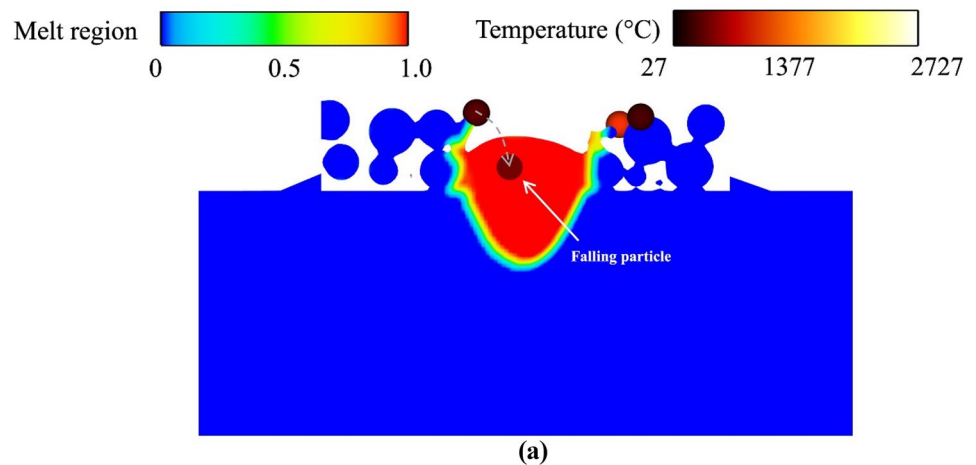 Melt region
0 0.5 1.0
Temperature (°C)
27 1377 2727
Falling particle
(a)